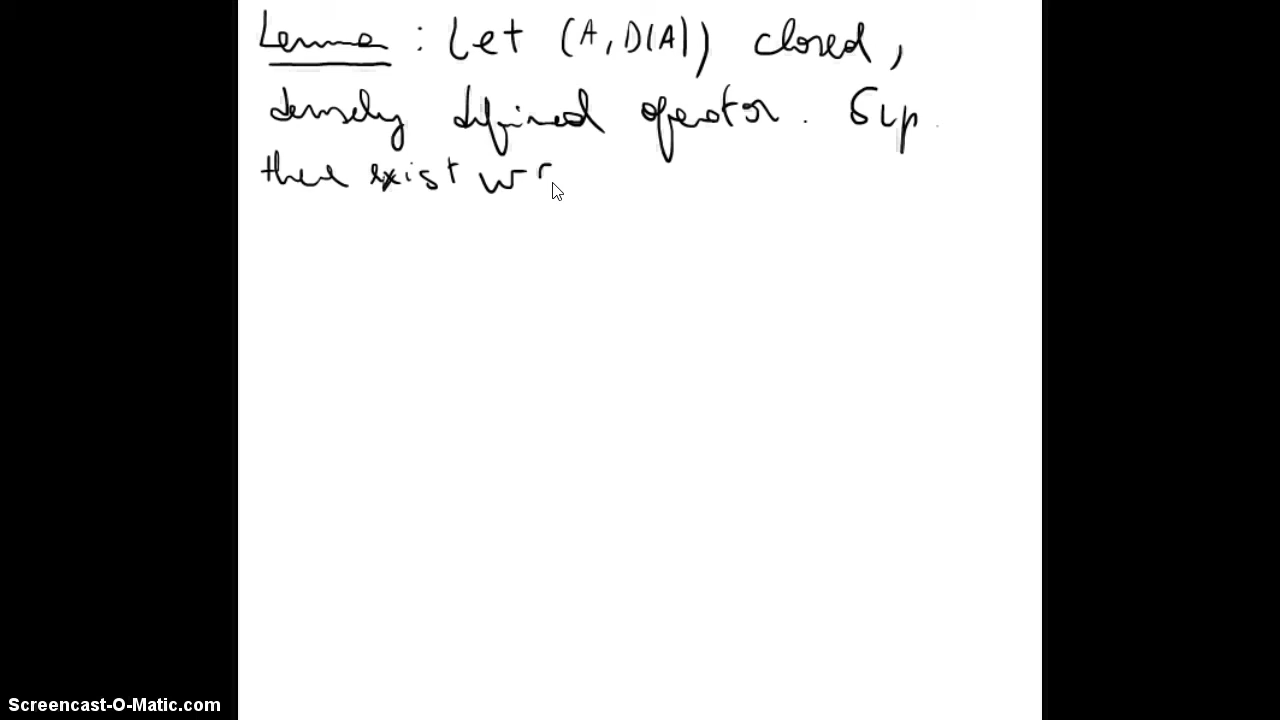 Lemma : Let (A, D(A)) closed,
densely defined operator. Sup.
there exist w
Screencast-O-Matic.com